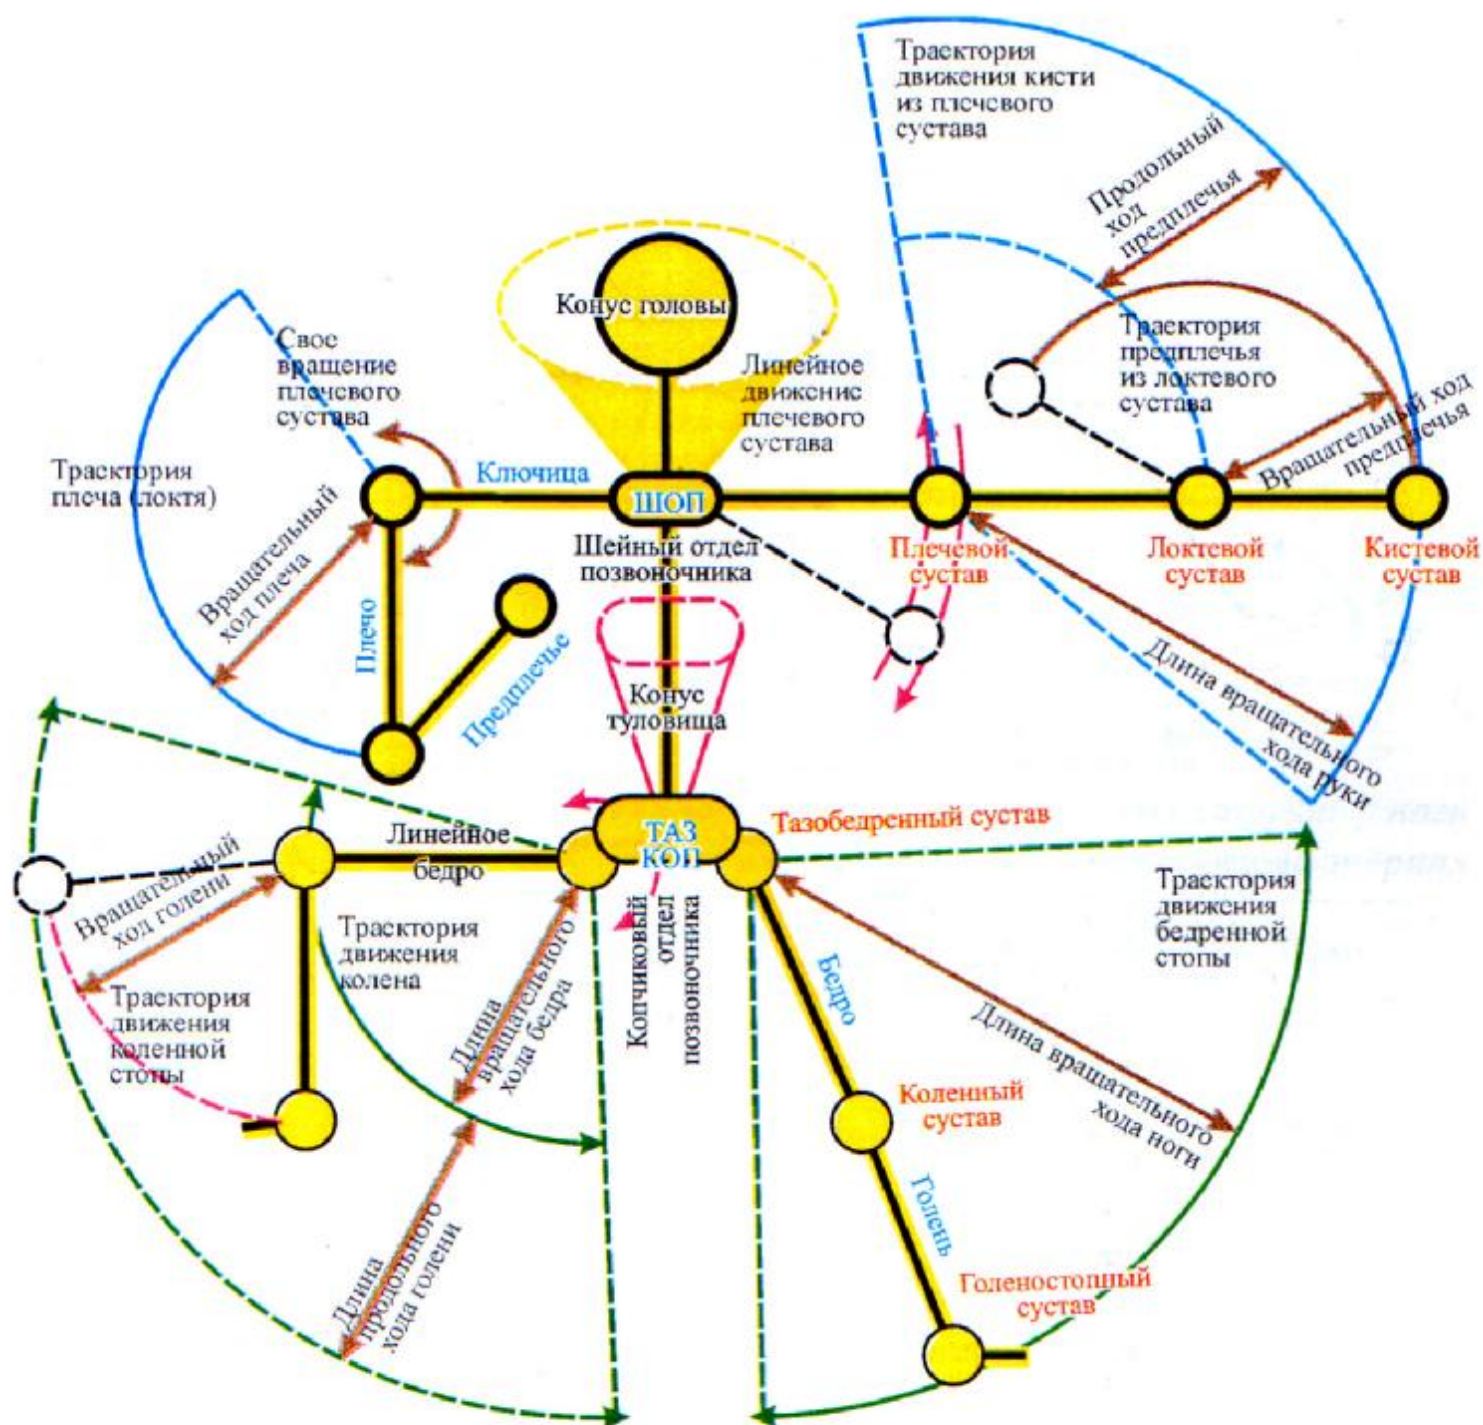 Траектория
движения кисти
из плечевого
сустава
Продольный
ход
предплечья
Конус головы
Свое
вращение
плечевого
сустава
Линейное
движение
плечевого
сустава
Траектория
предплечья
из локтевого
сустава
Вращательный ход
предплечья
Траектория
плеча (локтя)
Ключица
ШОП
Шейный отдел
позвоночника
Плечевой
сустав
Локтевой
сустав
Кистевой
сустав
Вращательный
ход плеча
Плечо
Предплечье
Конус
туловища
Длина вращательного
хода руки
ТАЗ
КОП
Тазобедренный сустав
Линейное
бедро
Вращательный
ход голени
Траектория
движения
колена
Траектория
движения
коленной
стопы
Длина
вращательного
хода бедра
Копчиковый
отдел
позвоночника
Траектория
движения
бедренной
стопы
Бедро
Длина вращательного
хода ноги
Коленный
сустав
Голень
Длина
продольного
хода голени
Голеностопный
сустав